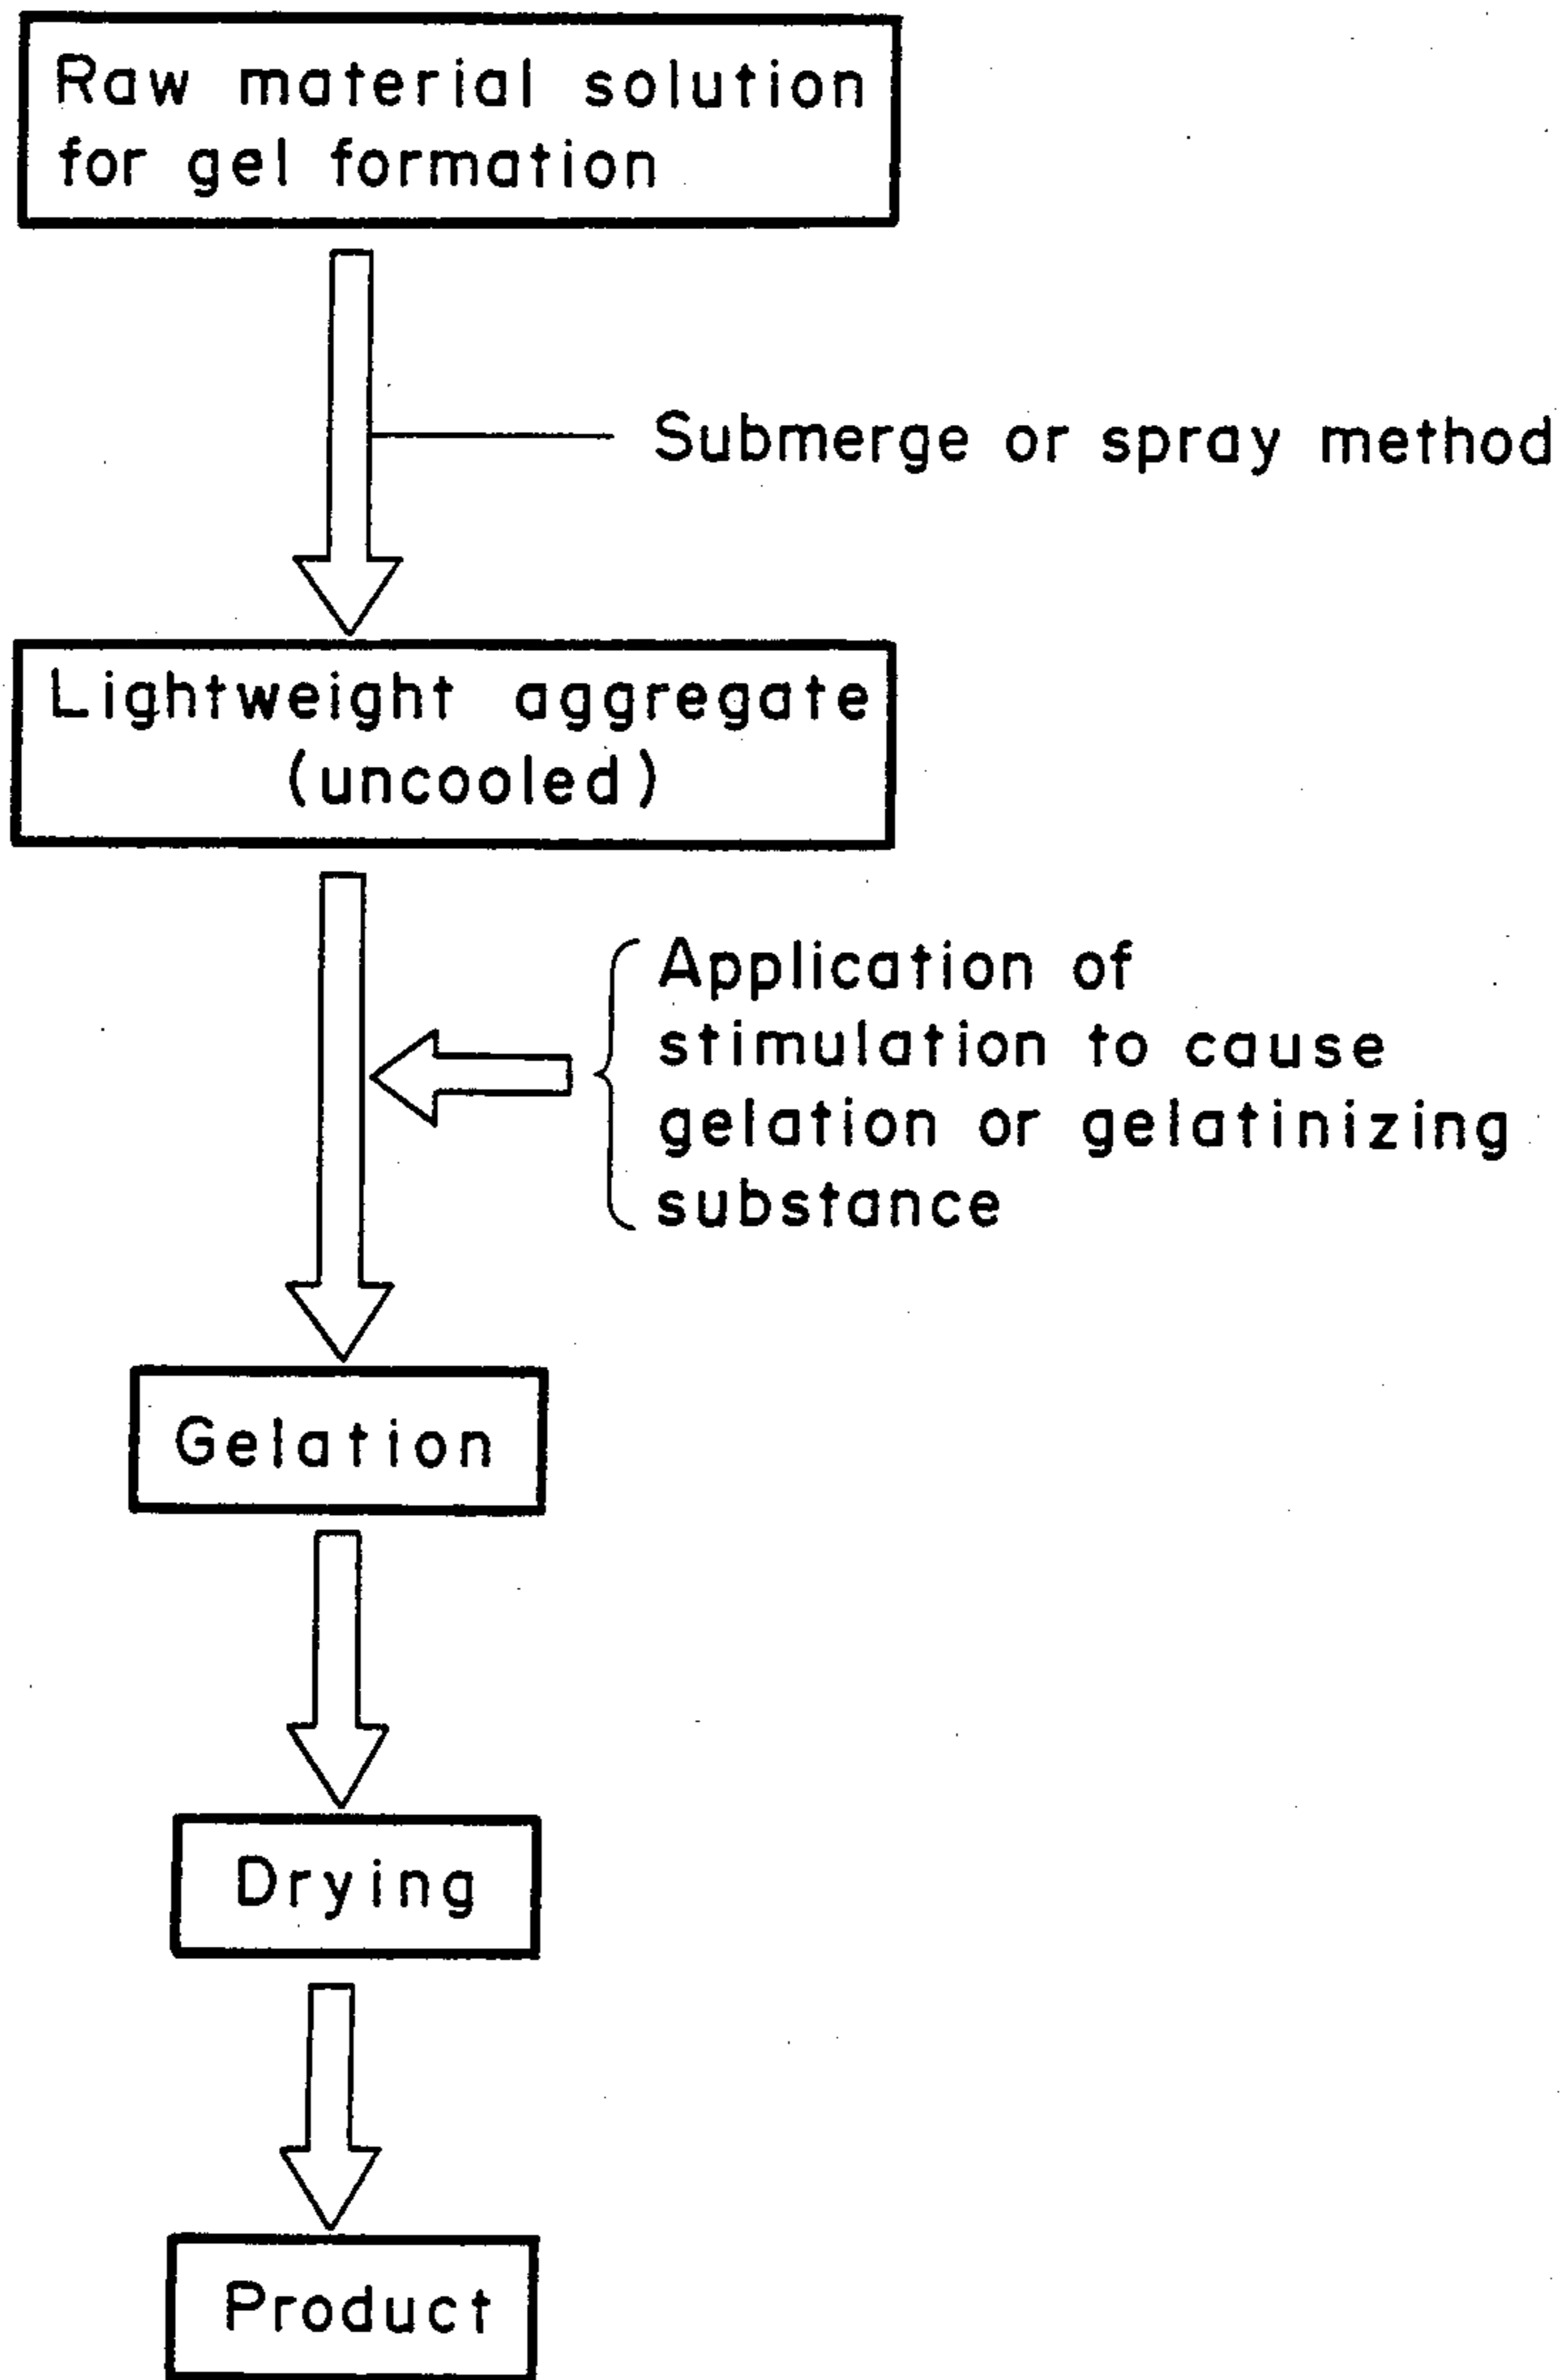 Raw material solution
for gel formation
Submerge or spray method
Lightweight aggregate
(uncooled)
Application of
stimulation to cause
gelation or gelatinizing
substance
Gelation
Drying
Product